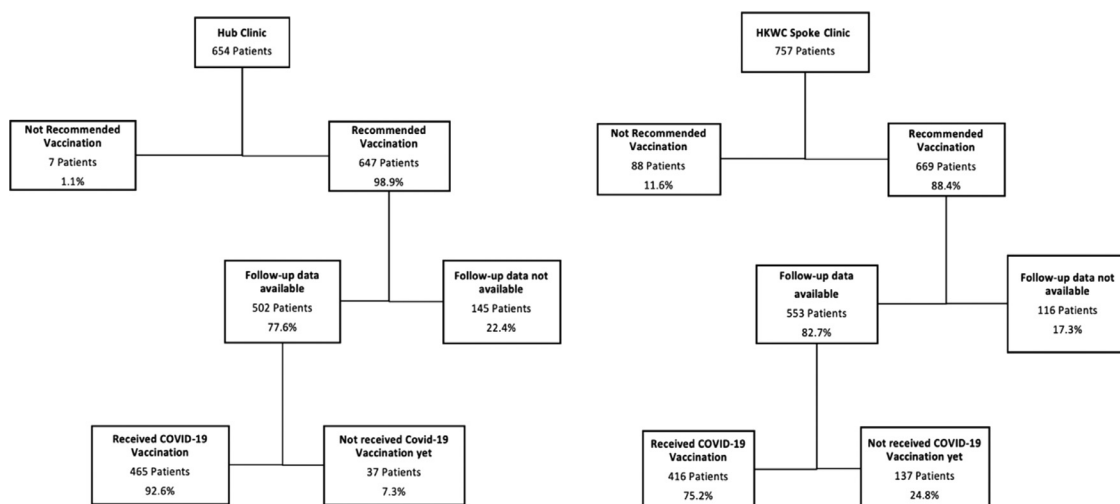 Hub Clinic
654 Patients
Not Recommended
Vaccination
7 Patients
1.1%
Recommended
Vaccination
647 Patients
98.9%
Follow-up data
available
502 Patients
77.6%
Follow-up data not
available
145 Patients
22.4%
Received COVID-19
Vaccination
465 Patients
92.6%
Not received Covid-19
Vaccination yet
37 Patients
7.3%
HKWC Spoke Clinic
757 Patients
Not Recommended
Vaccination
88 Patients
11.6%
Recommended
Vaccination
669 Patients
88.4%
Follow-up data
available
553 Patients
82.7%
Follow-up data not
available
116 Patients
17.3%
Received COVID-19
Vaccination
416 Patients
75.2%
Not received COVID-19
Vaccination yet
137 Patients
24.8%